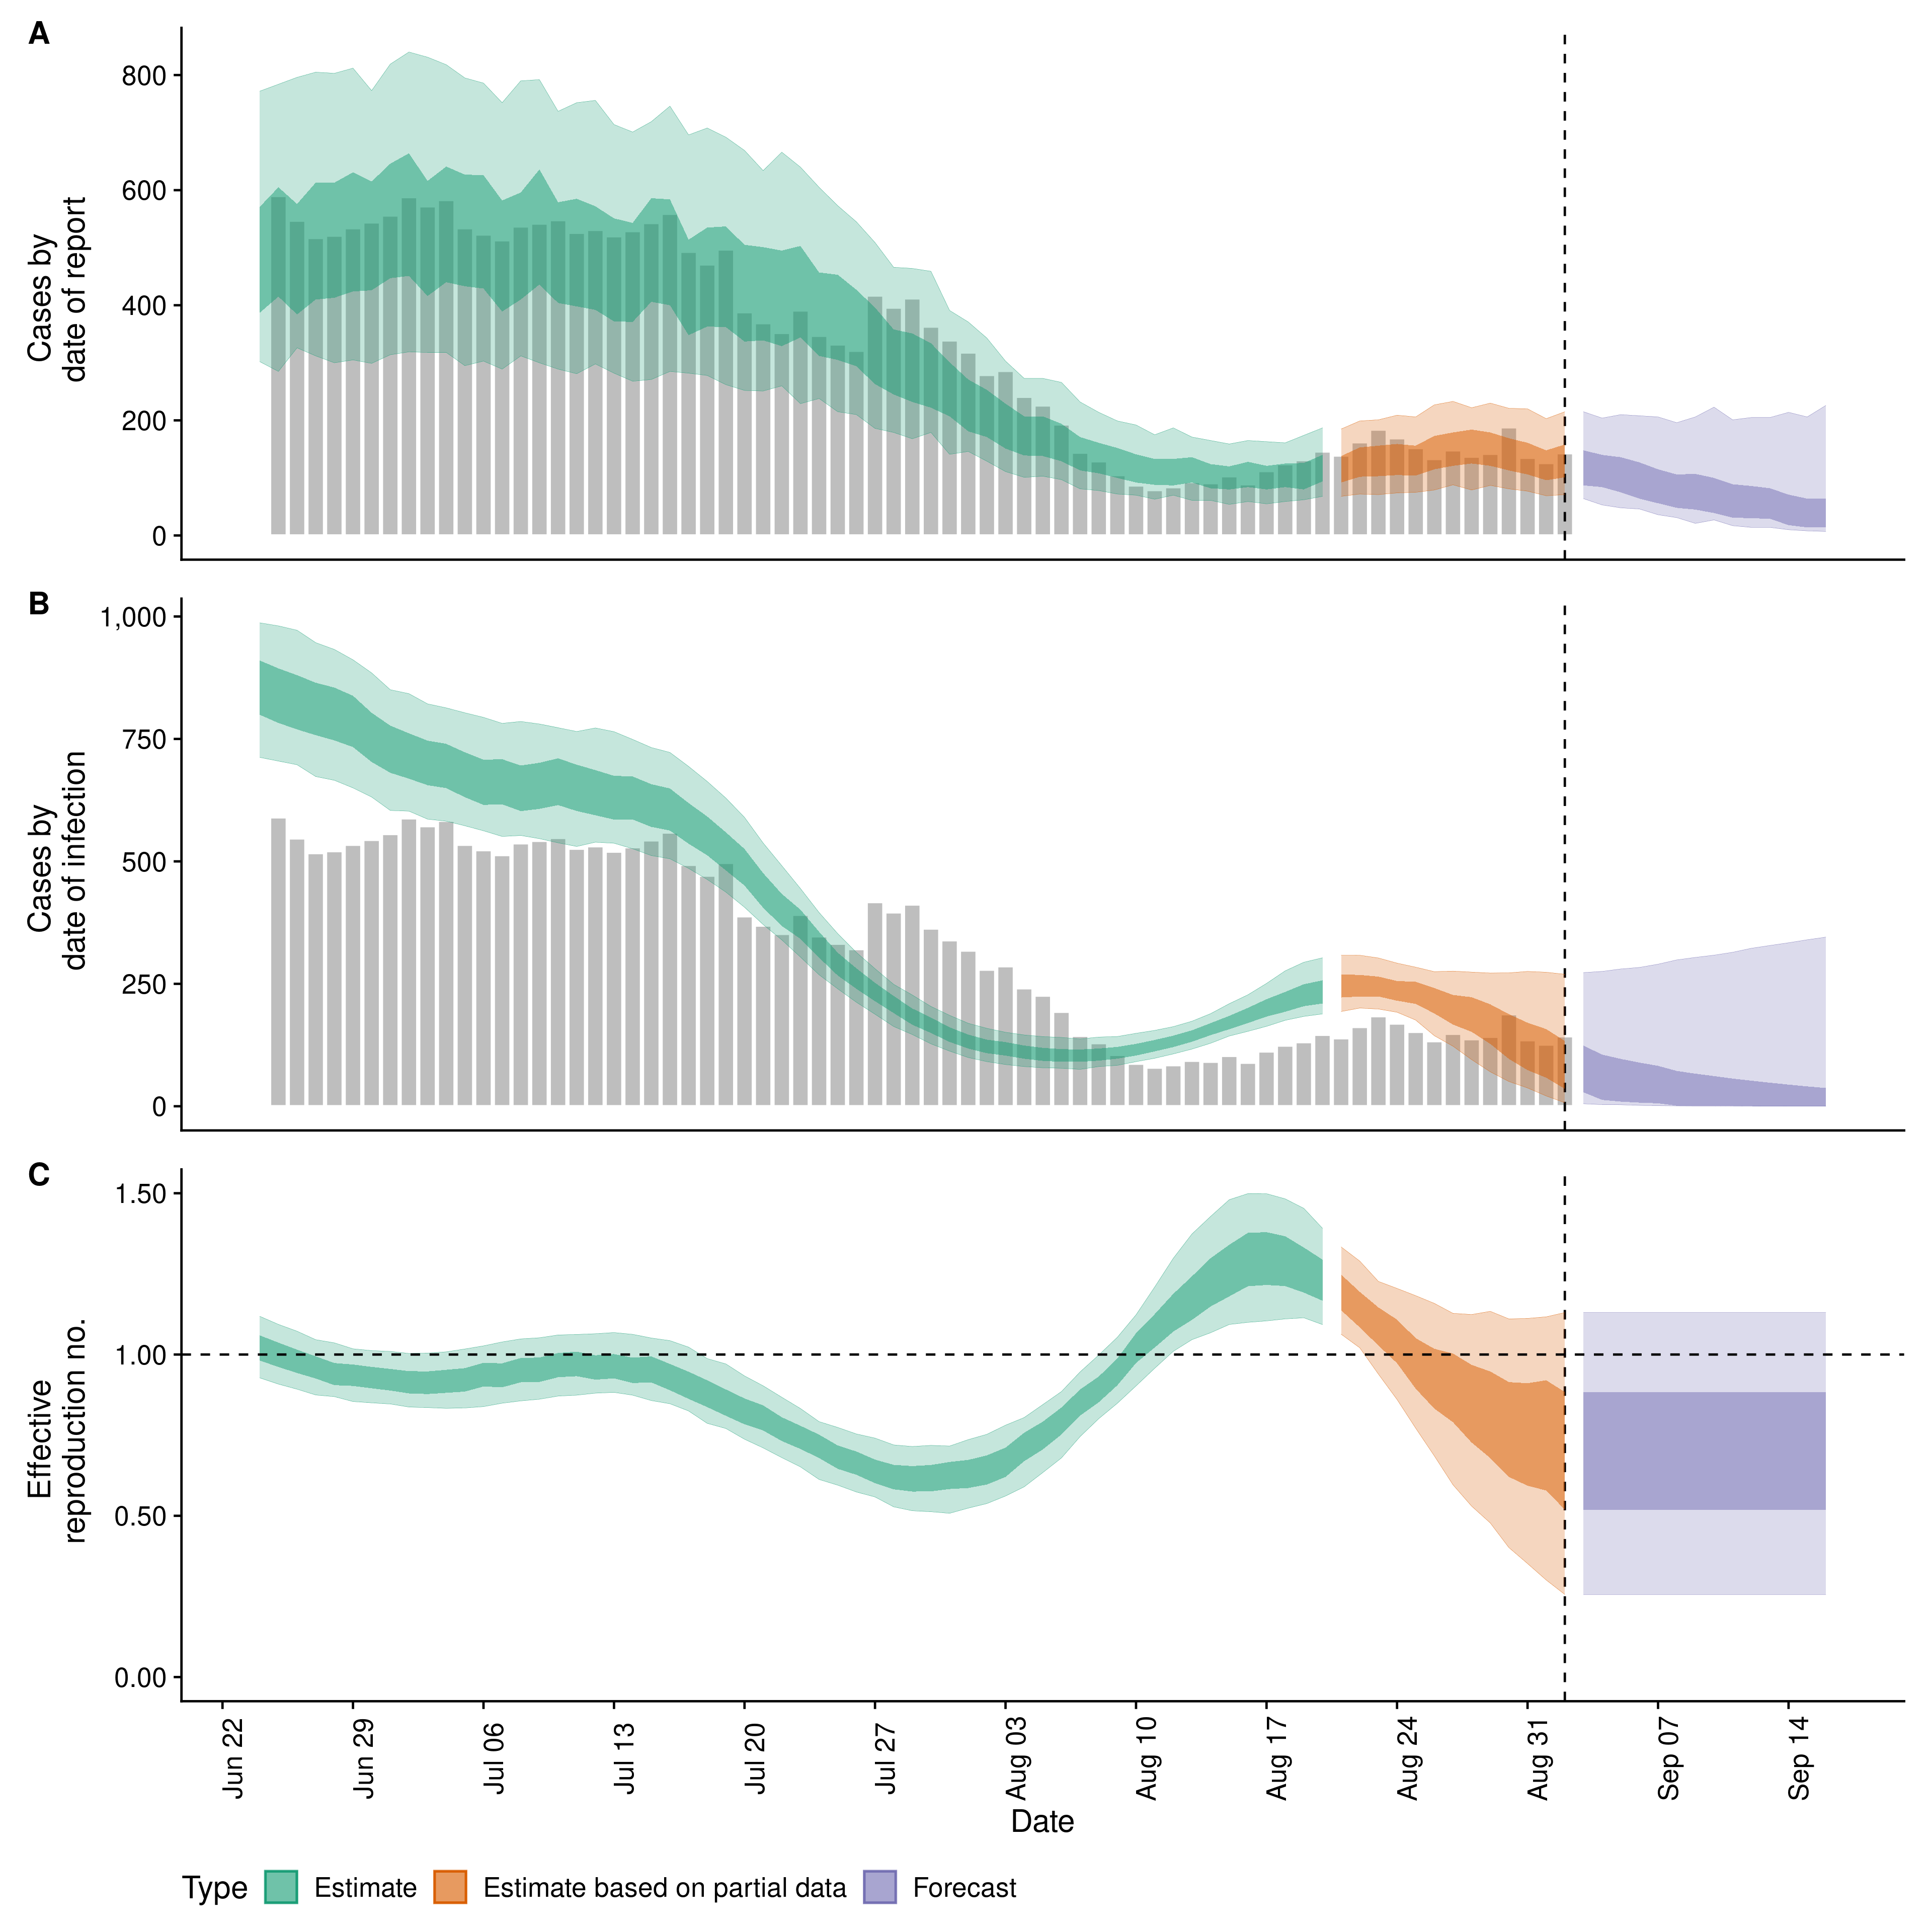 A
800
600
400
200
0
Cases by
date of report
B
1,000
750
500
250
0
Cases by
date of infection
C
1.50
1.00
0.50
0.00
Effective
reproduction no.
Jun 22
Jun 29
Jul 06
Jul 13
Jul 20
Jul 27
Aug 03
Aug 10
Aug 17
Aug 24
Aug 31
Sep 07
Sep 14
Date
Type Estimate Estimate based on partial data Forecast